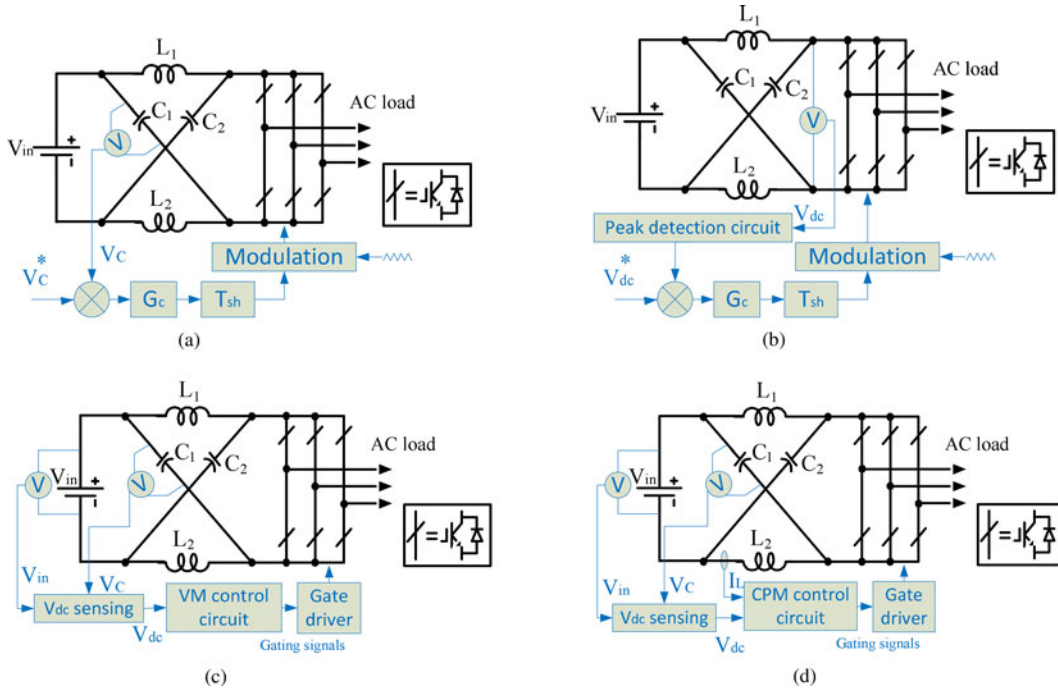 L1
C1
C2
AC load
Vin
+
-
V
L2
VC
VC*
Modulation
Gc
Tsh
(a)
L1
C1
C2
AC load
Vin
+
-
V
L2
Vdc
Peak detection circuit
Vdc*
Modulation
Gc
Tsh
(b)
L1
C1
C2
AC load
V
Vin
+
-
V
L2
Vin
VC
Vdc sensing
Vdc
VM control
circuit
Gate
driver
Gating signals
(c)
L1
C1
C2
AC load
V
Vin
+
-
V
L2
Vin
VC
IL
Vdc sensing
Vdc
CPM control
circuit
Gate
driver
Gating signals
(d)